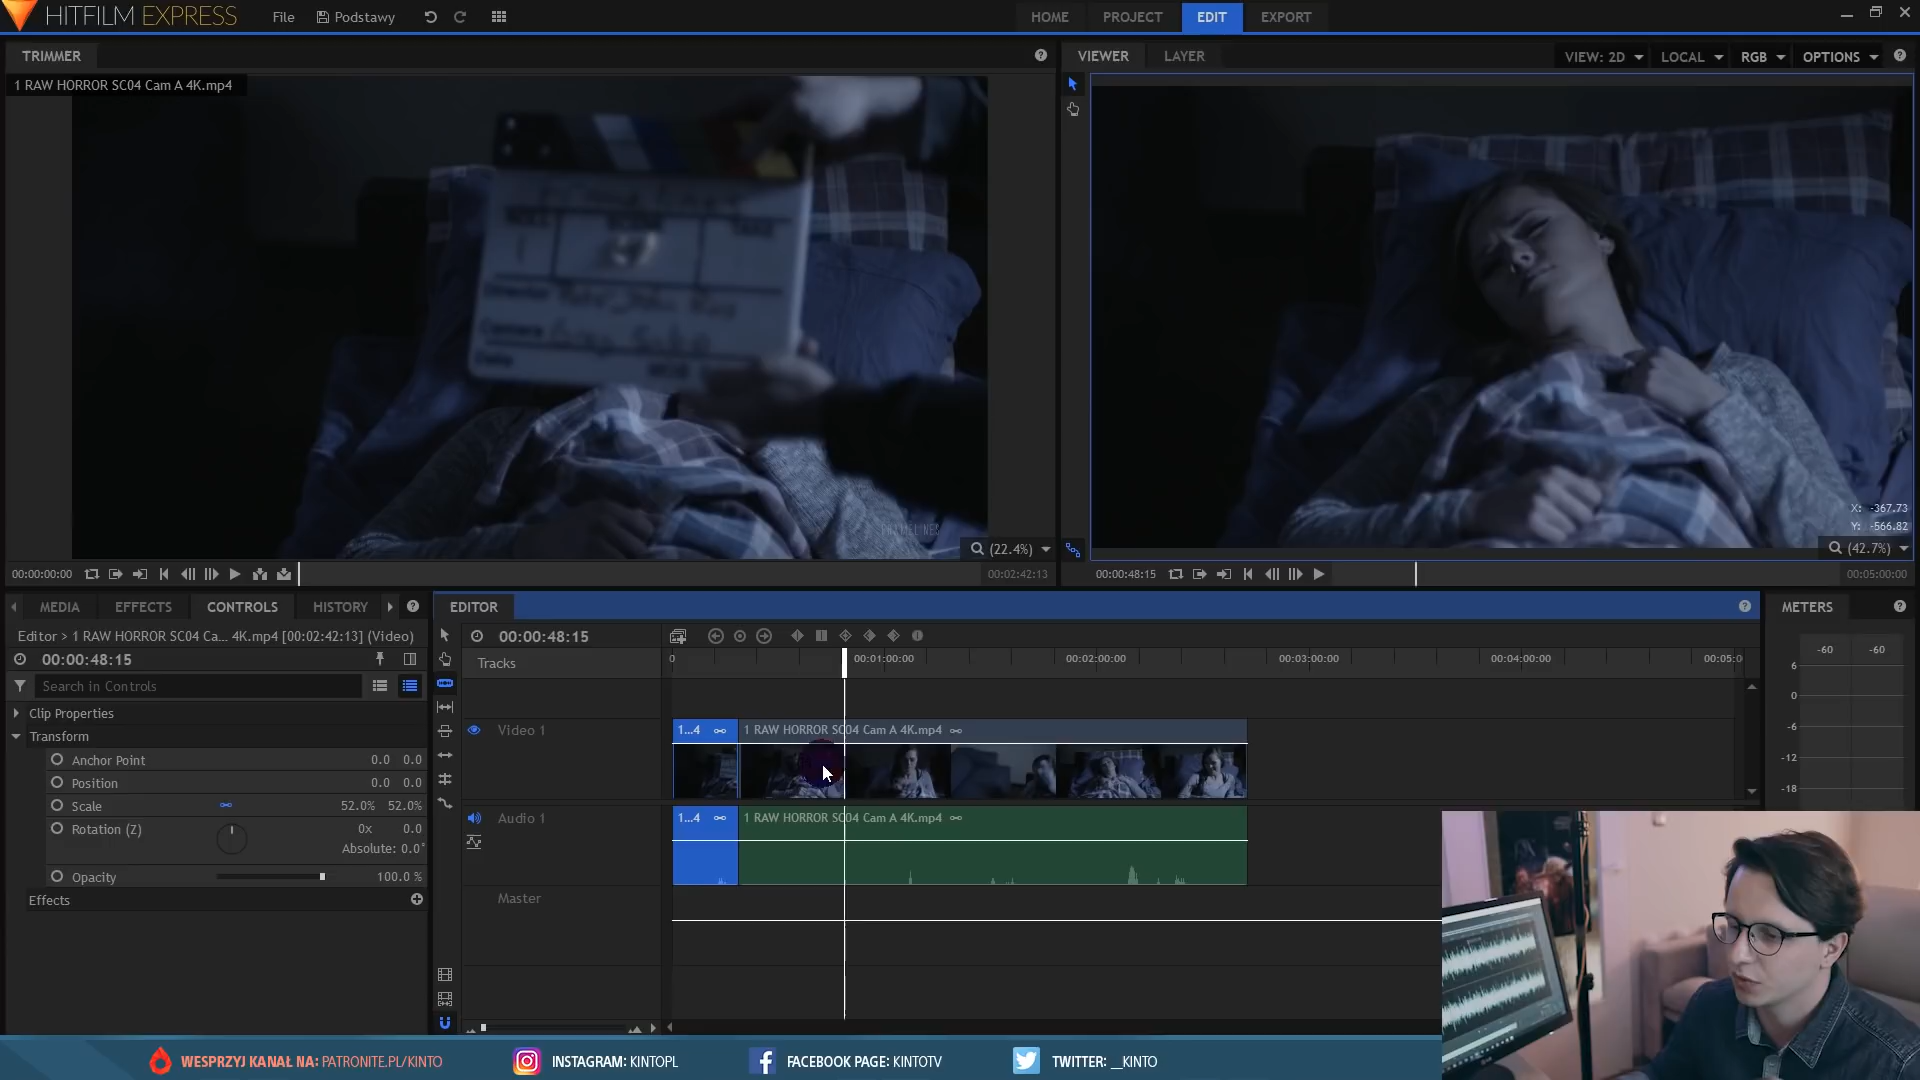 HITFILM EXPRESS
File
Podstawy
HOME
PROJECT
EDIT
EXPORT
TRIMMER
1 RAW HORROR SC04 Cam A 4K.mp4
(22.4%)
00:00:00:00
00:02:42:13
VIEWER
LAYER
VIEW: 2D
LOCAL
RGB
OPTIONS
X: -367.73
Y: -566.82
(42.7%)
00:00:48:15
00:05:00:00
MEDIA
EFFECTS
CONTROLS
HISTORY
Editor > 1 RAW HORROR SC04 Ca... 4K.mp4 [00:02:42:13] (Video)
00:00:48:15
Search in Controls
Clip Properties
Transform
Anchor Point 0.0 0.0
Position 0.0 0.0
Scale 52.0% 52.0%
Rotation (Z) 0x 0.0
Absolute: 0.0°
Opacity 100.0 %
Effects
EDITOR
00:00:48:15
Tracks
0 00:01:00:00 00:02:00:00 00:03:00:00 00:04:00:00 00:05:0
Video 1
1...4
1 RAW HORROR SC04 Cam A 4K.mp4
Audio 1
1...4
1 RAW HORROR SC04 Cam A 4K.mp4
Master
METERS
-60 -60
6
0
-6
-12
-18
WESPRZYJ KANAŁ NA: PATRONITE.PL/KINTO
INSTAGRAM: KINTOPL
FACEBOOK PAGE: KINTOTV
TWITTER: __KINTO